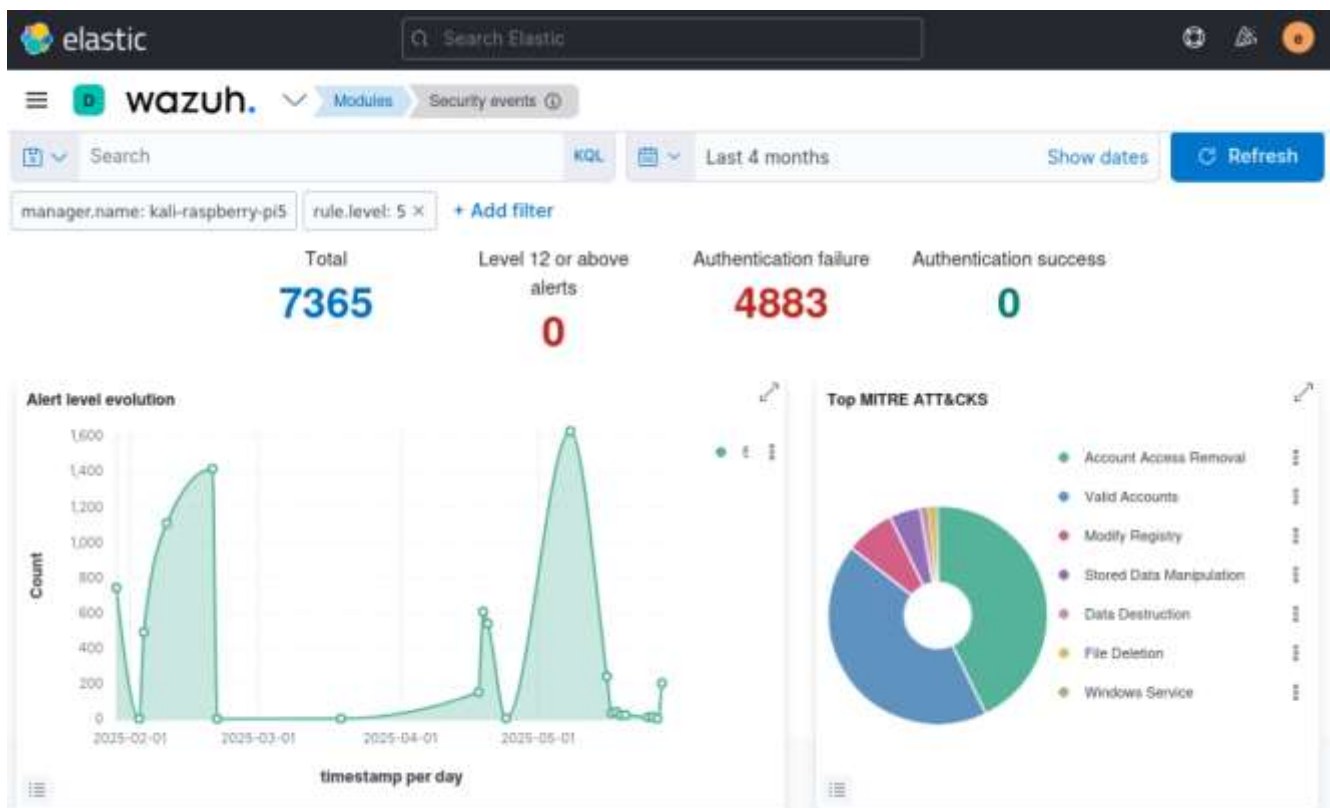 elastic
Search Elastic
e
D
wazuh.
Modules
Security events
Search
KQL
Last 4 months
Show dates
Refresh
manager.name: kali-raspberry-pi5
rule.level: 5 ×
+ Add filter
Total
7365
Level 12 or above
alerts
0
Authentication failure
4883
Authentication success
0
Alert level evolution
Count
1,600
1,400
1,200
1,000
800
600
400
200
0
2025-02-01
2025-03-01
2025-04-01
2025-05-01
timestamp per day
Top MITRE ATT&CKS
Account Access Removal
Valid Accounts
Modify Registry
Stored Data Manipulation
Data Destruction
File Deletion
Windows Service